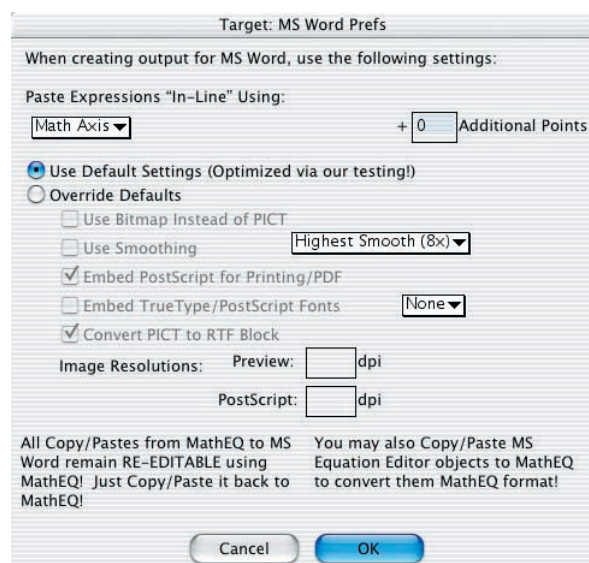 Target: MS Word Prefs
When creating output for MS Word, use the following settings:
Paste Expressions “In-Line” Using:
Math Axis + 0 Additional Points
Use Default Settings (Optimized via our testing!)
Override Defaults
Use Bitmap Instead of PICT
Use Smoothing Highest Smooth (8x)
Embed PostScript for Printing/PDF
Embed TrueType/PostScript Fonts None
Convert PICT to RTF Block
Image Resolutions: Preview: dpi
PostScript: dpi
All Copy/Pastes from MathEQ to MS
Word remain RE-EDITABLE using
MathEQ! Just Copy/Paste it back to
MathEQ!
You may also Copy/Paste MS
Equation Editor objects to MathEQ
to convert them MathEQ format!
Cancel OK